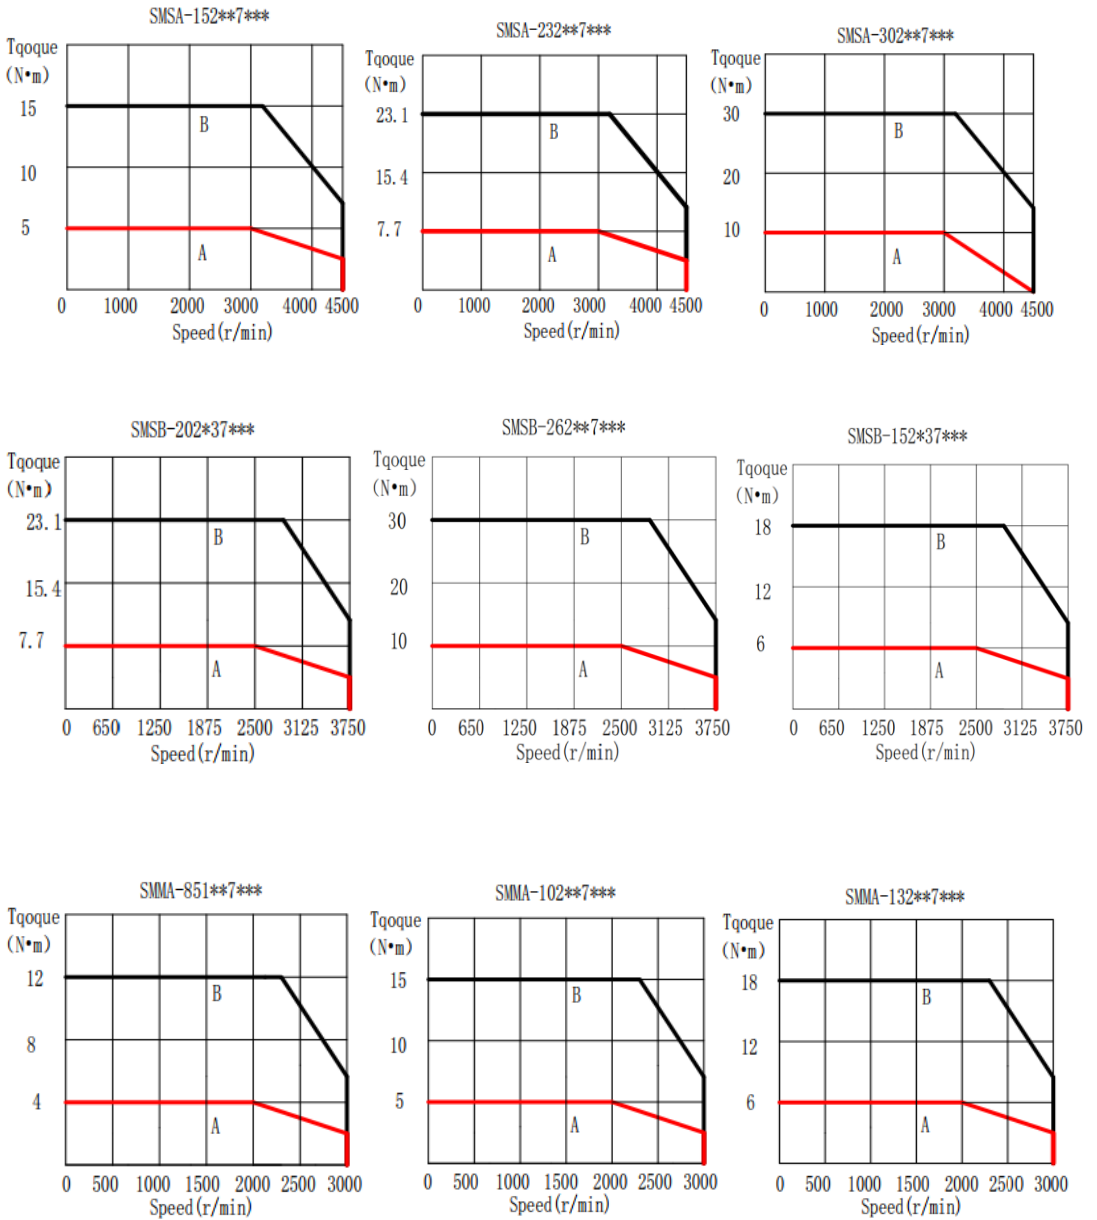 SMSA-152**7***
Tqoque
(N•m)
15
10
5
B
A
0 1000 2000 3000 4000 4500
Speed(r/min)
SMSA-232**7***
Tqoque
(N•m)
23.1
15.4
7.7
B
A
0 1000 2000 3000 4000 4500
Speed(r/min)
SMSA-302**7***
Tqoque
(N•m)
30
20
10
B
A
0 1000 2000 3000 4000 4500
Speed(r/min)
SMSB-202*37***
Tqoque
(N•m)
23.1
15.4
7.7
B
A
0 650 1250 1875 2500 3125 3750
Speed(r/min)
SMSB-262**7***
Tqoque
(N•m)
30
20
10
B
A
0 650 1250 1875 2500 3125 3750
Speed(r/min)
SMSB-152*37***
Tqoque
(N•m)
18
12
6
B
A
0 650 1250 1875 2500 3125 3750
Speed(r/min)
SMMA-851**7***
Tqoque
(N•m)
12
8
4
B
A
0 500 1000 1500 2000 2500 3000
Speed(r/min)
SMMA-102**7***
Tqoque
(N•m)
15
10
5
B
A
0 500 1000 1500 2000 2500 3000
Speed(r/min)
SMMA-132**7***
Tqoque
(N•m)
18
12
6
B
A
0 500 1000 1500 2000 2500 3000
Speed(r/min)